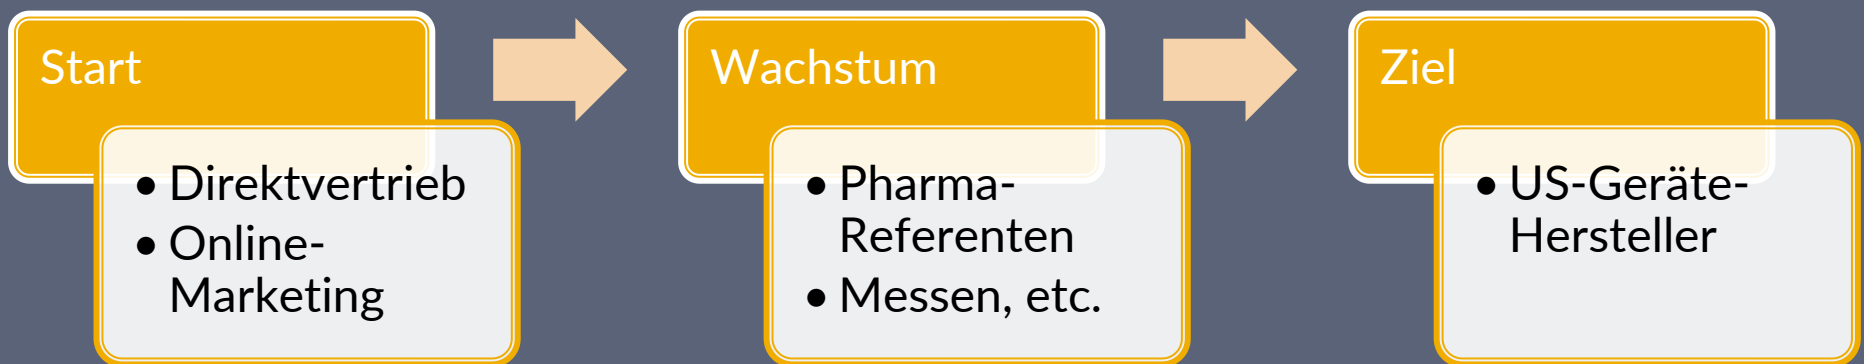 Start
• Direktvertrieb
• Online-
Marketing
Wachstum
• Pharma-
Referenten
• Messen, etc.
Ziel
• US-Geräte-
Hersteller